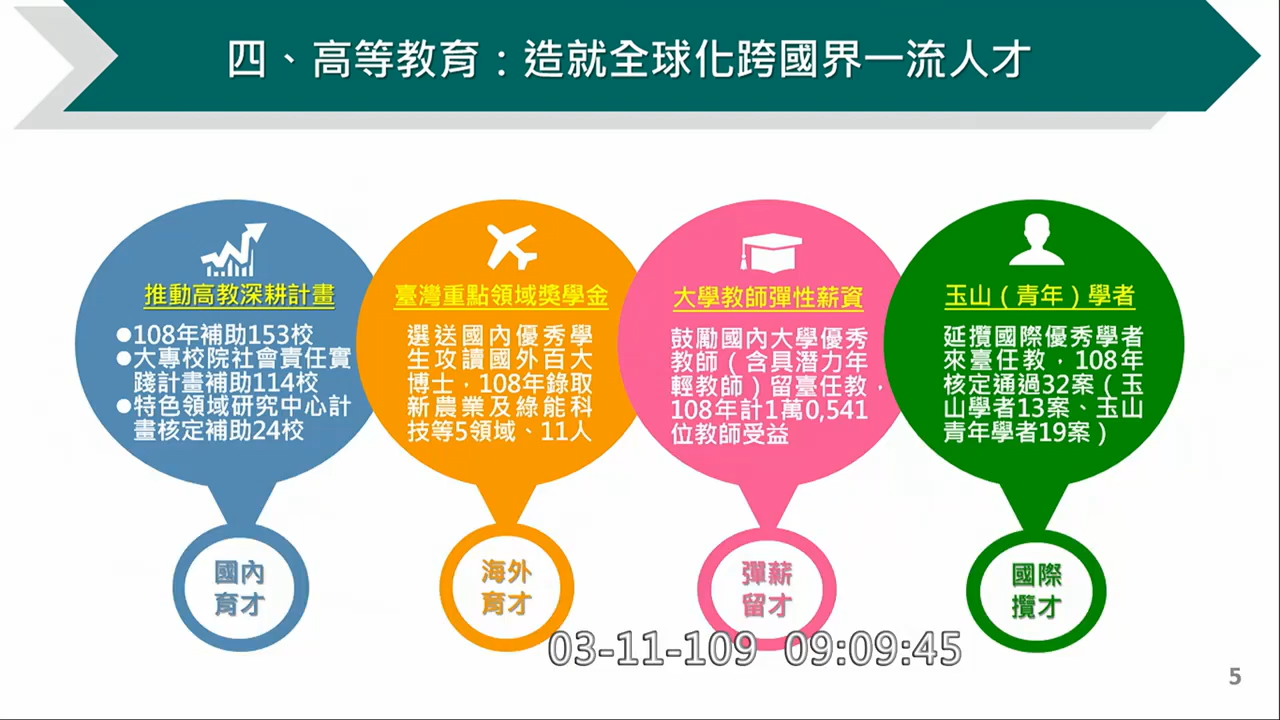 四、高等教育：造就全球化跨國界一流人才
推動高教深耕計畫
●108年補助153校
●大專校院社會責任實
踐計畫補助114校
●特色領域研究中心計
畫核定補助24校
國內
育才
臺灣重點領域獎學金
選送國內優秀學
生攻讀國外百大
博士，108年錄取
新農業及綠能科
技等5領域、11人
海外
育才
大學教師彈性薪資
鼓勵國內大學優秀
教師（含具潛力年
輕教師）留臺任教，
108年計1萬0,541
位教師受益
彈薪
留才
玉山（青年）學者
延攬國際優秀學者
來臺任教，108年
核定通過32案（玉
山學者13案、玉山
青年學者19案）
國際
攬才
03-11-109 09:09:45
5